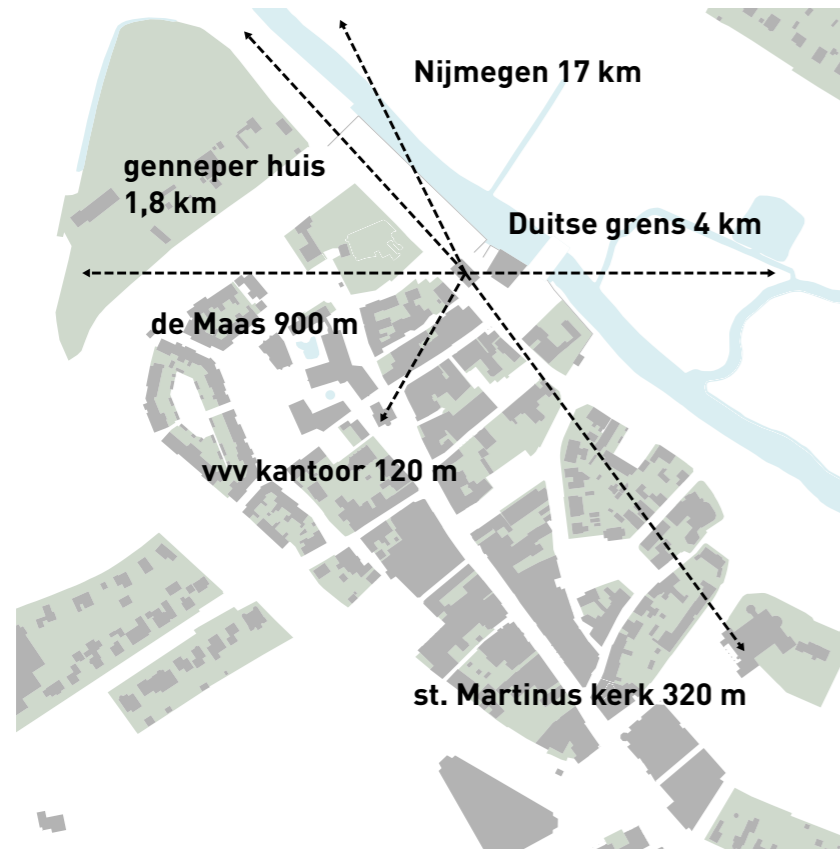 Nijmegen 17 km
genneper huis
1,8 km
Duitse grens 4 km
de Maas 900 m
vvv kantoor 120 m
st. Martinus kerk 320 m